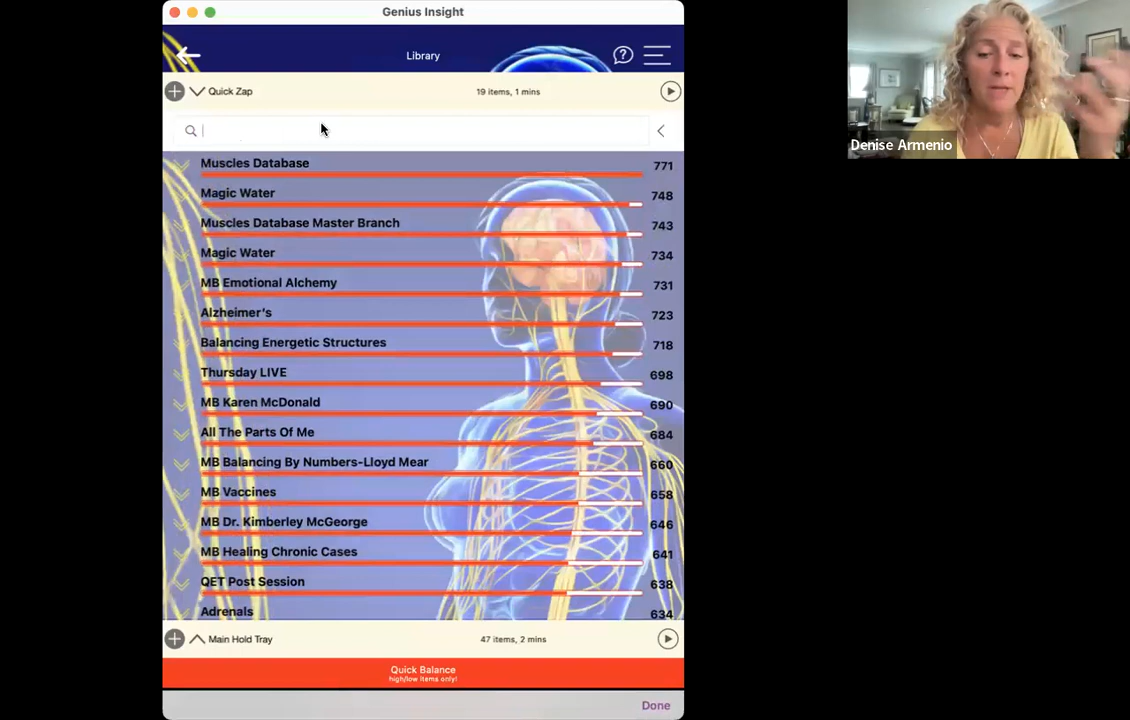 Genius Insight
Library
Quick Zap 19 items, 1 mins
Muscles Database 771
Magic Water 748
Muscles Database Master Branch 743
Magic Water 734
MB Emotional Alchemy 731
Alzheimer's 723
Balancing Energetic Structures 718
Thursday LIVE 698
MB Karen McDonald 690
All The Parts Of Me 684
MB Balancing By Numbers-Lloyd Mear 660
MB Vaccines 658
MB Dr. Kimberley McGeorge 646
MB Healing Chronic Cases 641
QET Post Session 638
Adrenals 634
Main Hold Tray 47 items, 2 mins
Quick Balance
high/low items only!
Done
Denise Armenio